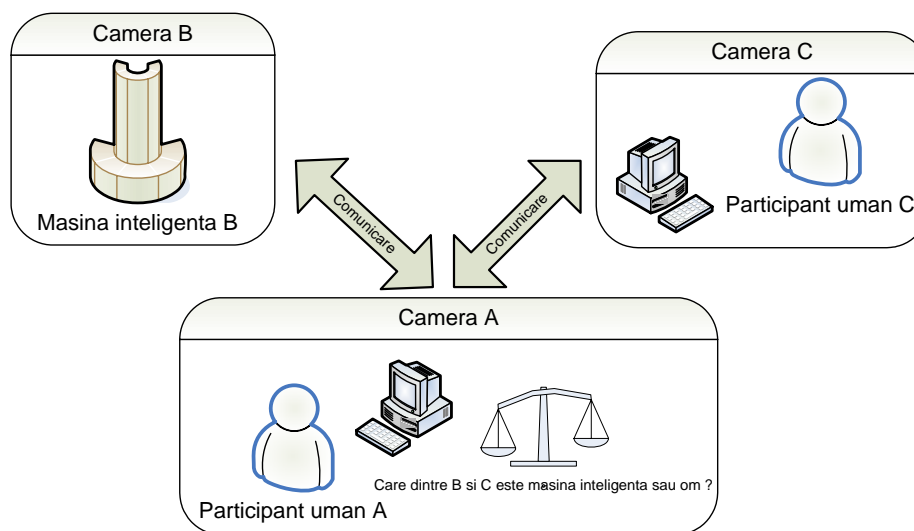 Camera B
Masina inteligenta B
Camera C
Participant uman C
Comunicare
Comunicare
Camera A
Care dintre B si C este masina inteligenta sau om ?
Participant uman A